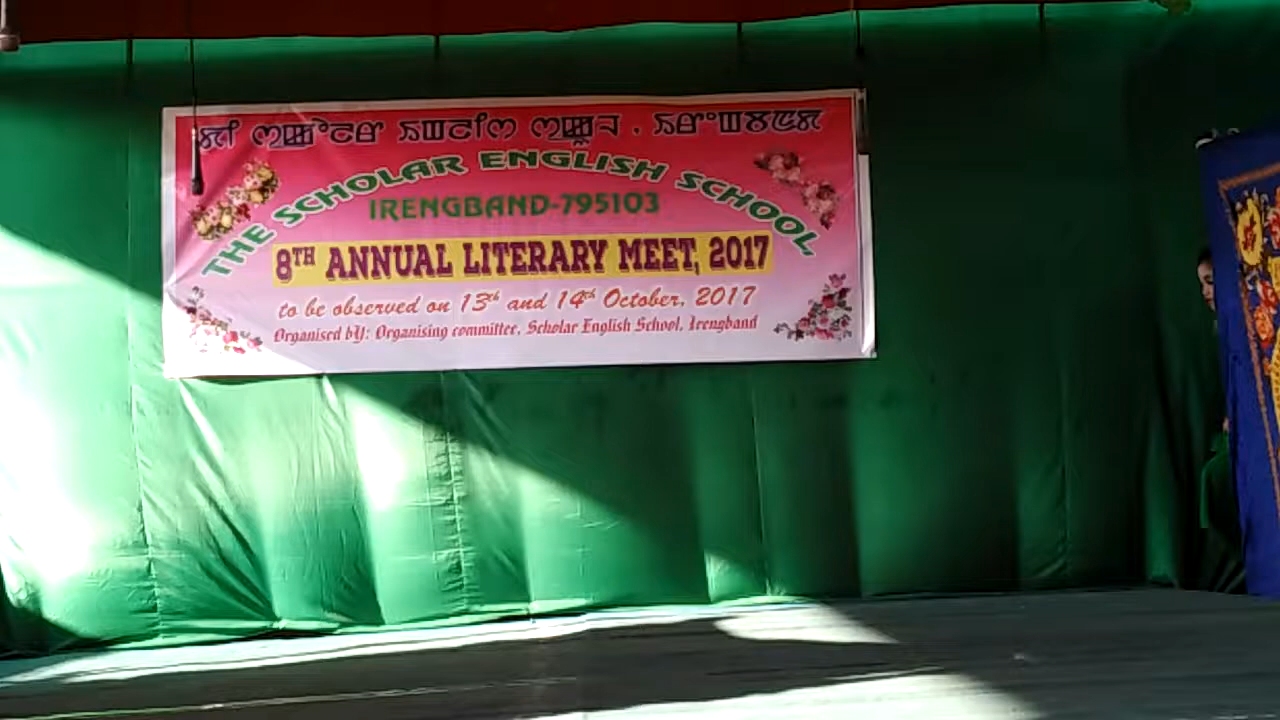 THE SCHOLAR ENGLISH SCHOOL
IRENGBAND-795103
8TH ANNUAL LITERARY MEET, 2017
to be observed on 13th and 14th October, 2017
Organised bY: Organising committee, Scholar English School, Irengband